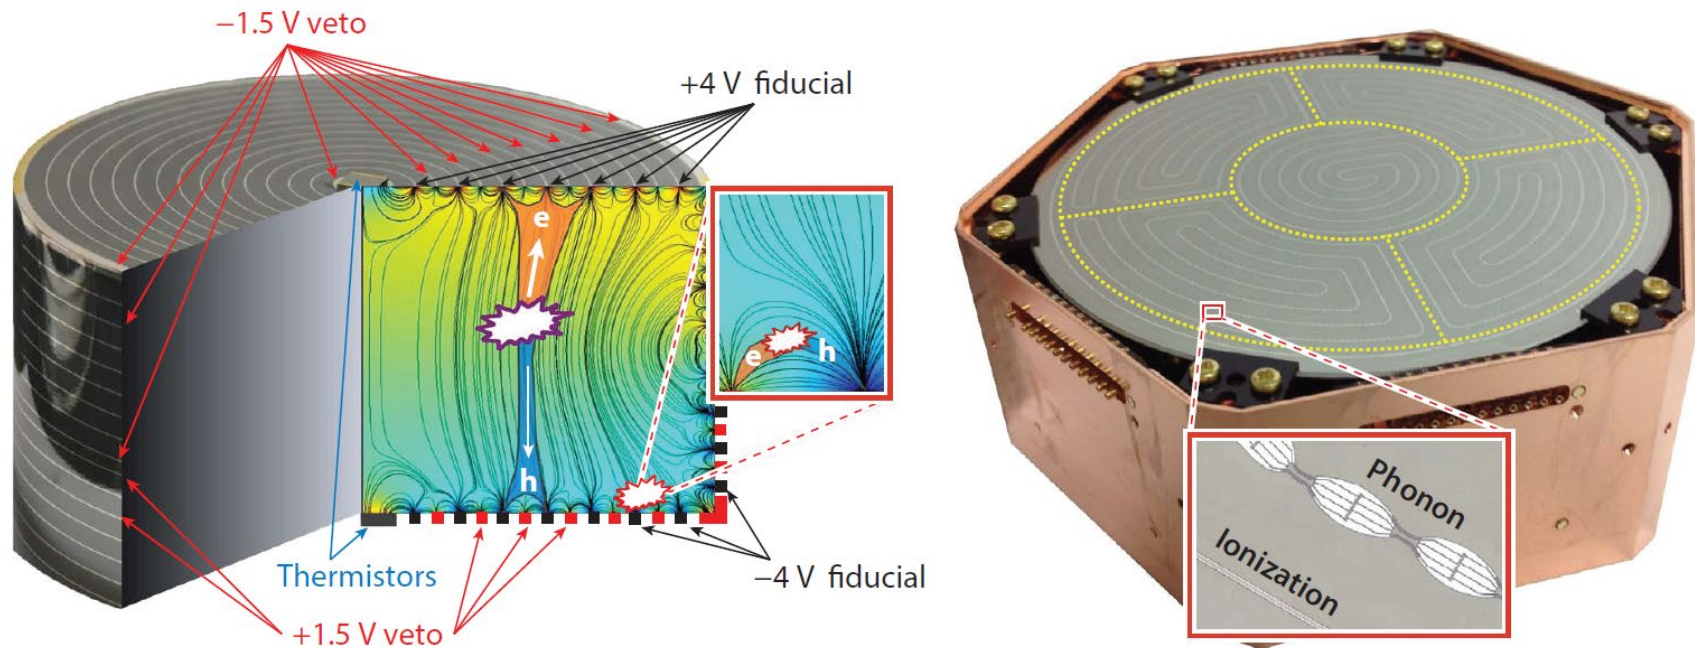 −1.5 V veto
+4 V fiducial
e
h
e
h
Thermistors
−4 V fiducial
+1.5 V veto
Phonon
Ionization